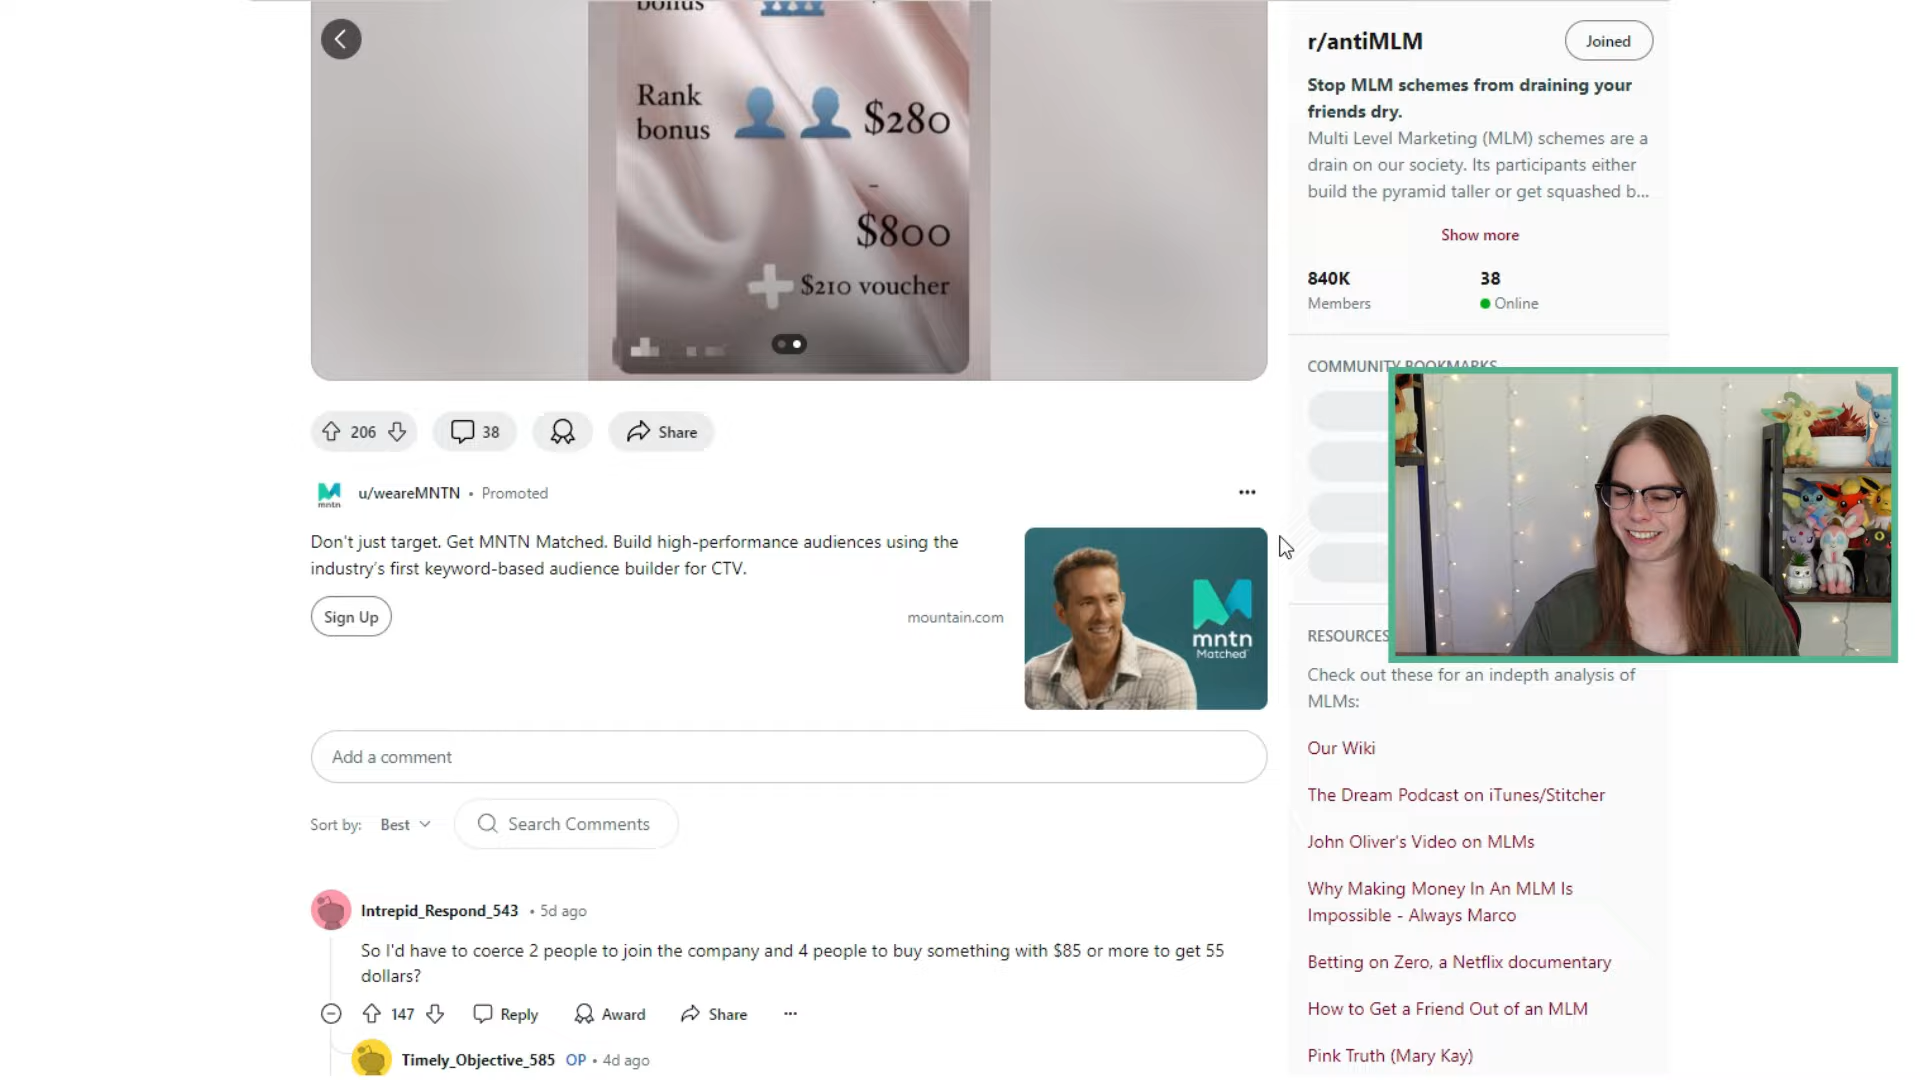 bonus
Rank
bonus
$280
-
$800
$210 voucher
206
38
Share
u/weareMNTN • Promoted
Don't just target. Get MNTN Matched. Build high-performance audiences using the
industry's first keyword-based audience builder for CTV.
Sign Up
mountain.com
mntn
mntn
Matched
Add a comment
Sort by: Best
Search Comments
Intrepid_Respond_543 • 5d ago
So I'd have to coerce 2 people to join the company and 4 people to buy something with $85 or more to get 55
dollars?
147
Reply
Award
Share
Timely_Objective_585 OP • 4d ago
r/antiMLM
Joined
Stop MLM schemes from draining your
friends dry.
Multi Level Marketing (MLM) schemes are a
drain on our society. Its participants either
build the pyramid taller or get squashed b...
Show more
840K
Members
38
Online
COMMUNITY BOOKMARKS
RESOURCES
Check out these for an indepth analysis of
MLMs:
Our Wiki
The Dream Podcast on iTunes/Stitcher
John Oliver's Video on MLMs
Why Making Money In An MLM Is
Impossible - Always Marco
Betting on Zero, a Netflix documentary
How to Get a Friend Out of an MLM
Pink Truth (Mary Kay)